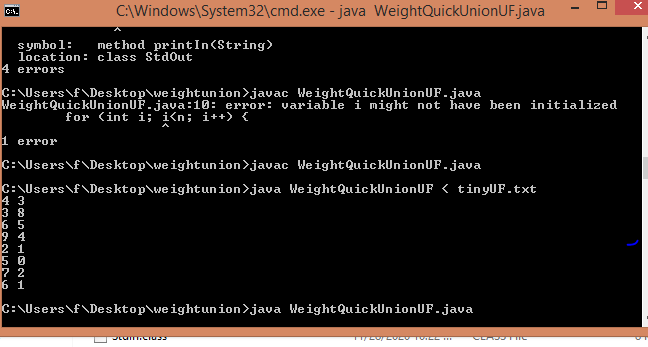 C:\Windows\System32\cmd.exe - java WeightQuickUnionUF.java
^
symbol: method printIn(String)
location: class StdOut
4 errors
C:\Users\f\Desktop\weightunion>javac WeightQuickUnionUF.java
WeightQuickUnionUF.java:10: error: variable i might not have been initialized
for (int i; i<n; i++) {
^
1 error
C:\Users\f\Desktop\weightunion>javac WeightQuickUnionUF.java
C:\Users\f\Desktop\weightunion>java WeightQuickUnionUF < tinyUF.txt
4 3
3 8
6 5
9 4
2 1
5 0
7 2
6 1
C:\Users\f\Desktop\weightunion>java WeightQuickUnionUF.java